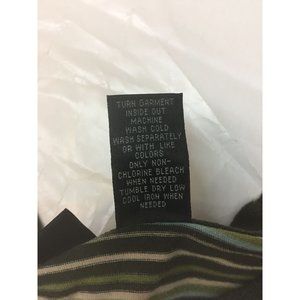 TURN GARMENT
INSIDE OUT
MACHINE
WASH COLD
WASH SEPARATELY
OR WITH LIKE
COLORS
ONLY NON-
CHLORINE BLEACH
WHEN NEEDED
TUMBLE DRY LOW
COOL IRON WHEN
NEEDED